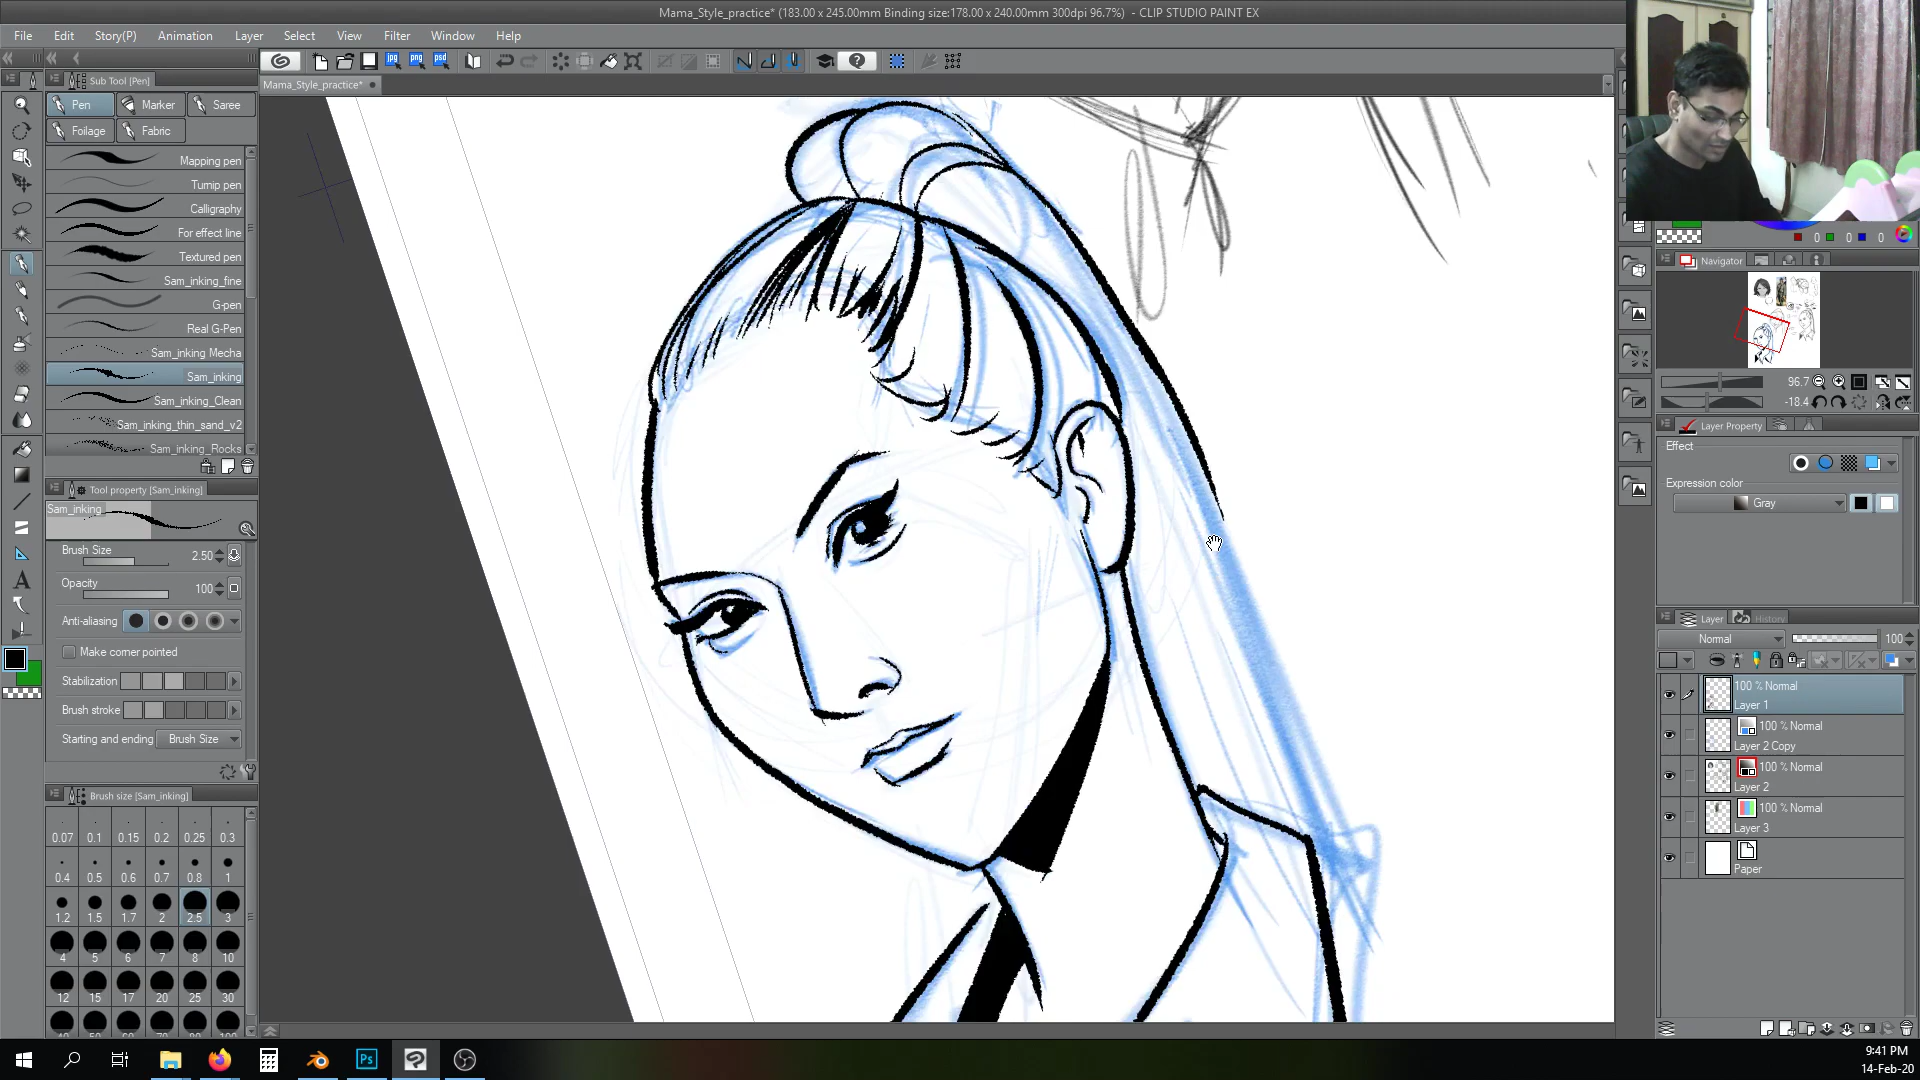 Mama_Style_practice* (183.00 x 245.00mm Binding size:178.00 x 240.00mm 300dpi 96.7%) - CLIP STUDIO PAINT EX
File Edit Story(P) Animation Layer Select View Filter Window Help
jpg png psd
Sub Tool [Pen]
Mama_Style_practice*
Pen Marker Saree
Foilage Fabric
Mapping pen
Turnip pen
Calligraphy
For effect line
Textured pen
Sam_inking_fine
G-pen
Real G-Pen
Sam_inking Mecha
Sam_inking
Sam_inking_Clean
Sam_inking_thin_sand_v2
Sam_inking_Rocks
Tool property [Sam_inking]
Sam_inking
Brush Size 2.50
Opacity 100
Anti-aliasing
Make corner pointed
Stabilization
Brush stroke
Starting and ending Brush Size
Brush size [Sam_inking]
0.07 0.1 0.15 0.2 0.25 0.3
0.4 0.5 0.6 0.7 0.8 1
1.2 1.5 1.7 2 2.5 3
4 5 6 7 8 10
12 15 17 20 25 30
0 0 0
Navigator
96.7
-18.4
Layer Property
Effect
Expression color
Gray
Layer History
Normal 100
100 % Normal
Layer 1
100 % Normal
Layer 2 Copy
100 % Normal
Layer 2
100 % Normal
Layer 3
Paper
Ps
9:41 PM
14-Feb-20